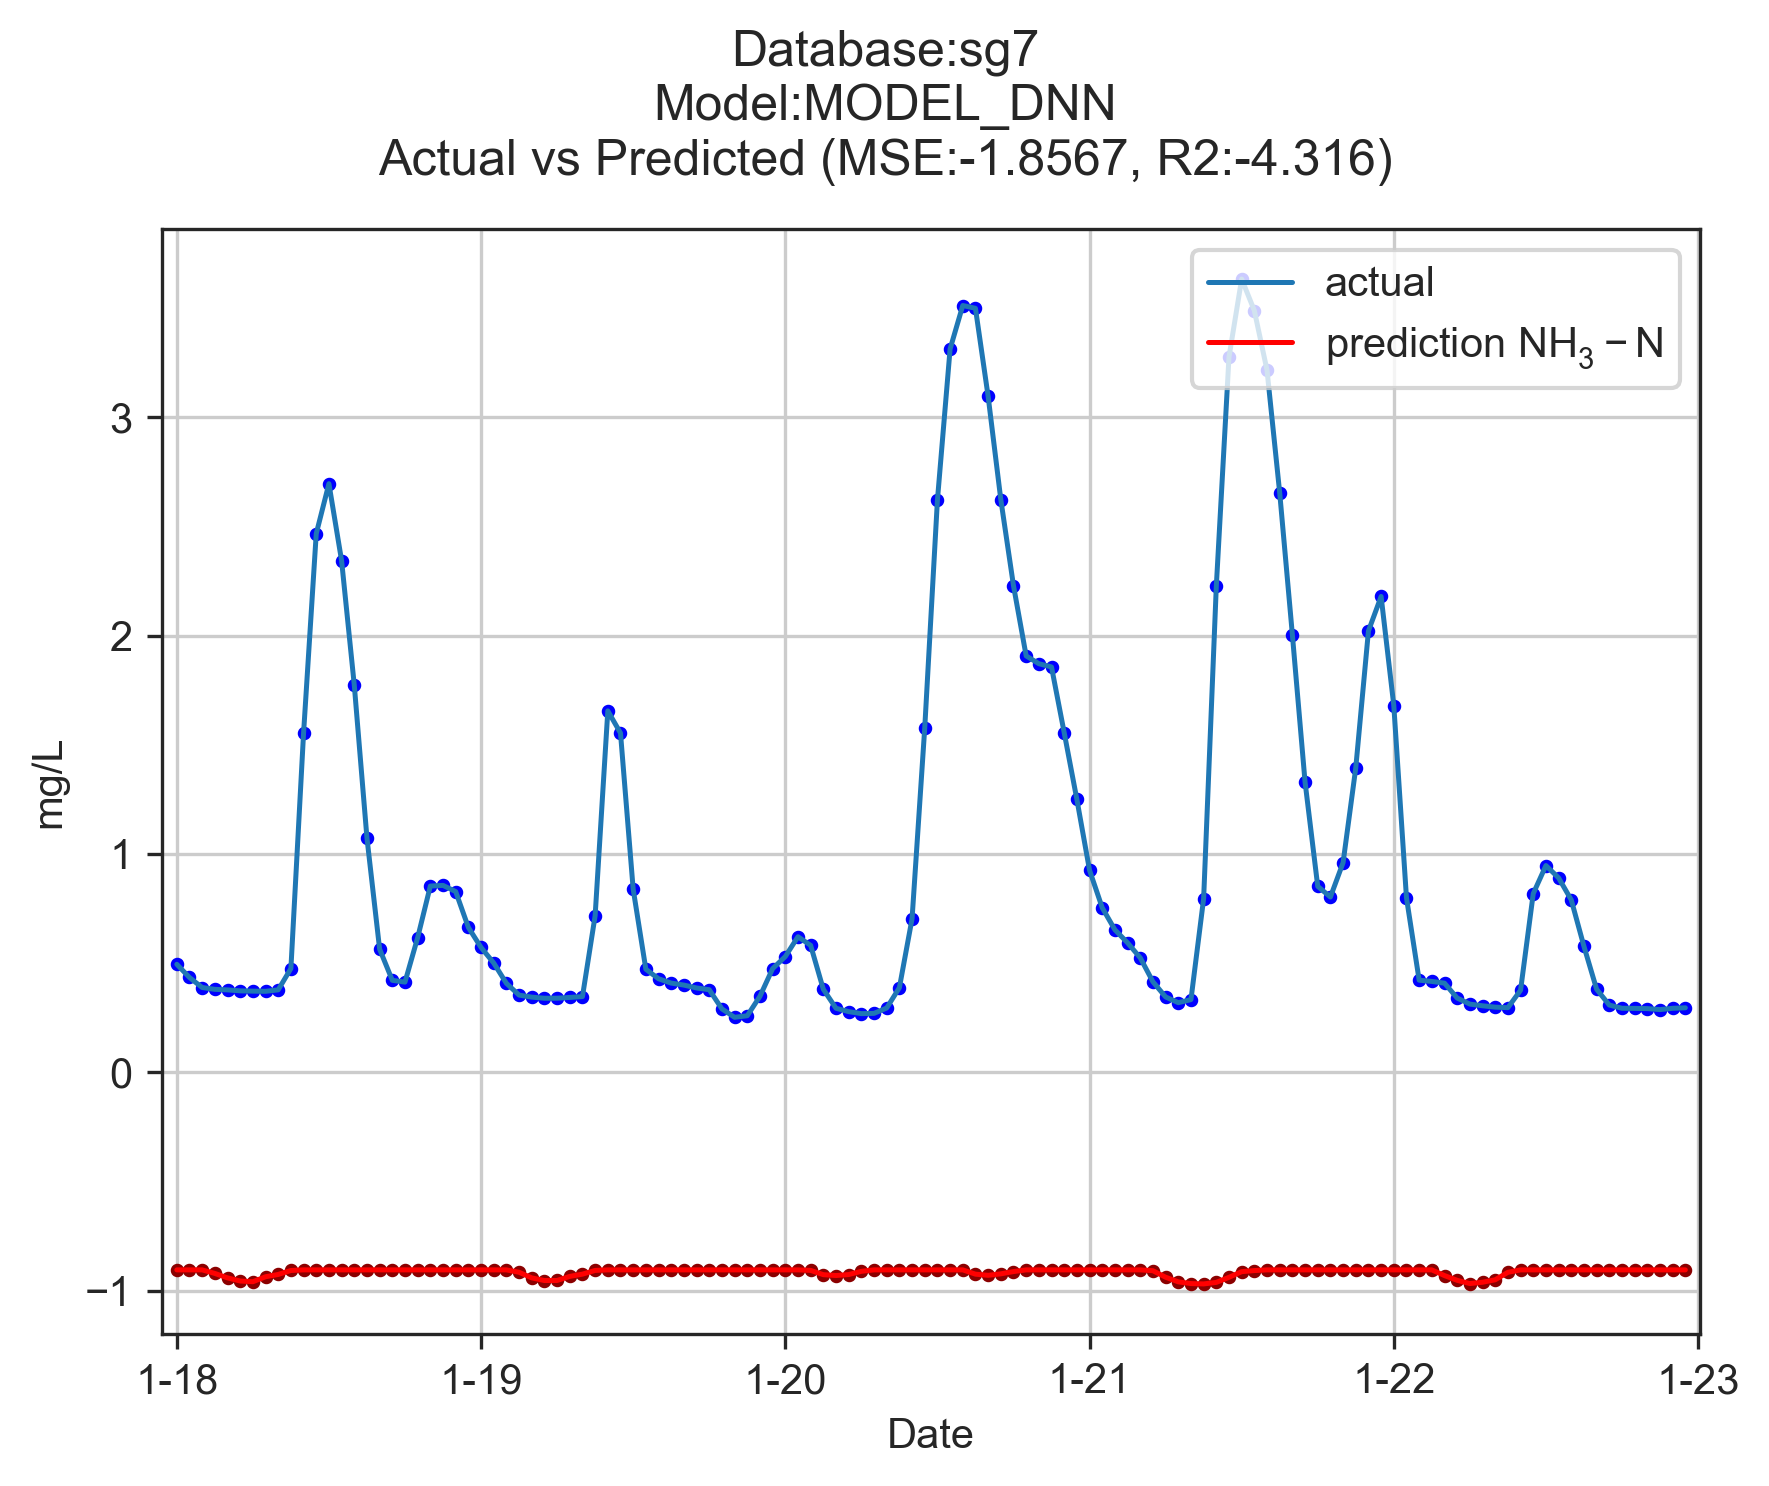 Database:sg7
Model:MODEL_DNN
Actual vs Predicted (MSE:-1.8567, R2:-4.316)
actual
prediction NH₃ − N
3
2
1
0
−1
mg/L
1-18 1-19 1-20 1-21 1-22 1-23
Date